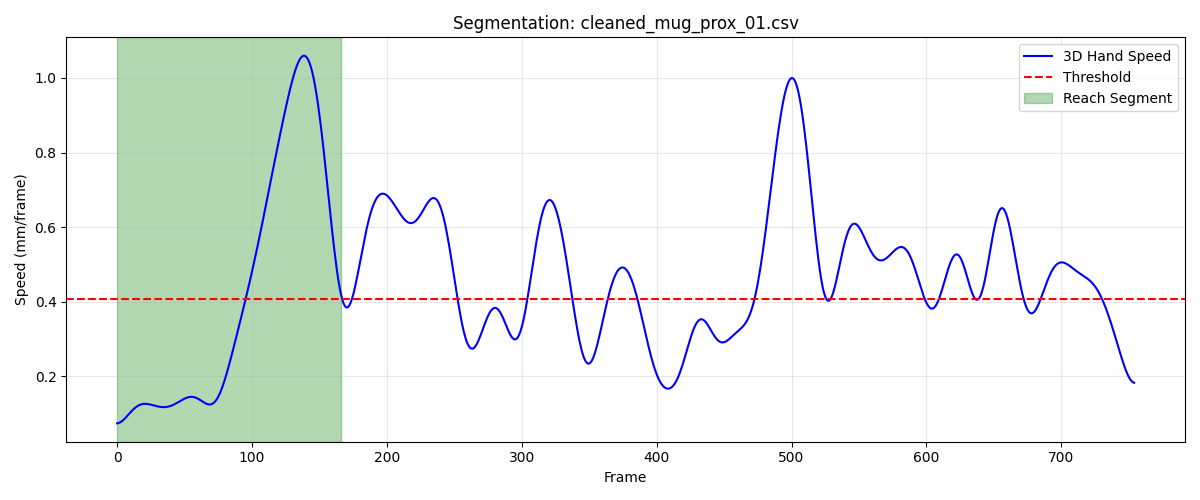 Segmentation: cleaned_mug_prox_01.csv
3D Hand Speed
Threshold
Reach Segment
Speed (mm/frame)
1.0
0.8
0.6
0.4
0.2
0 100 200 300 400 500 600 700
Frame